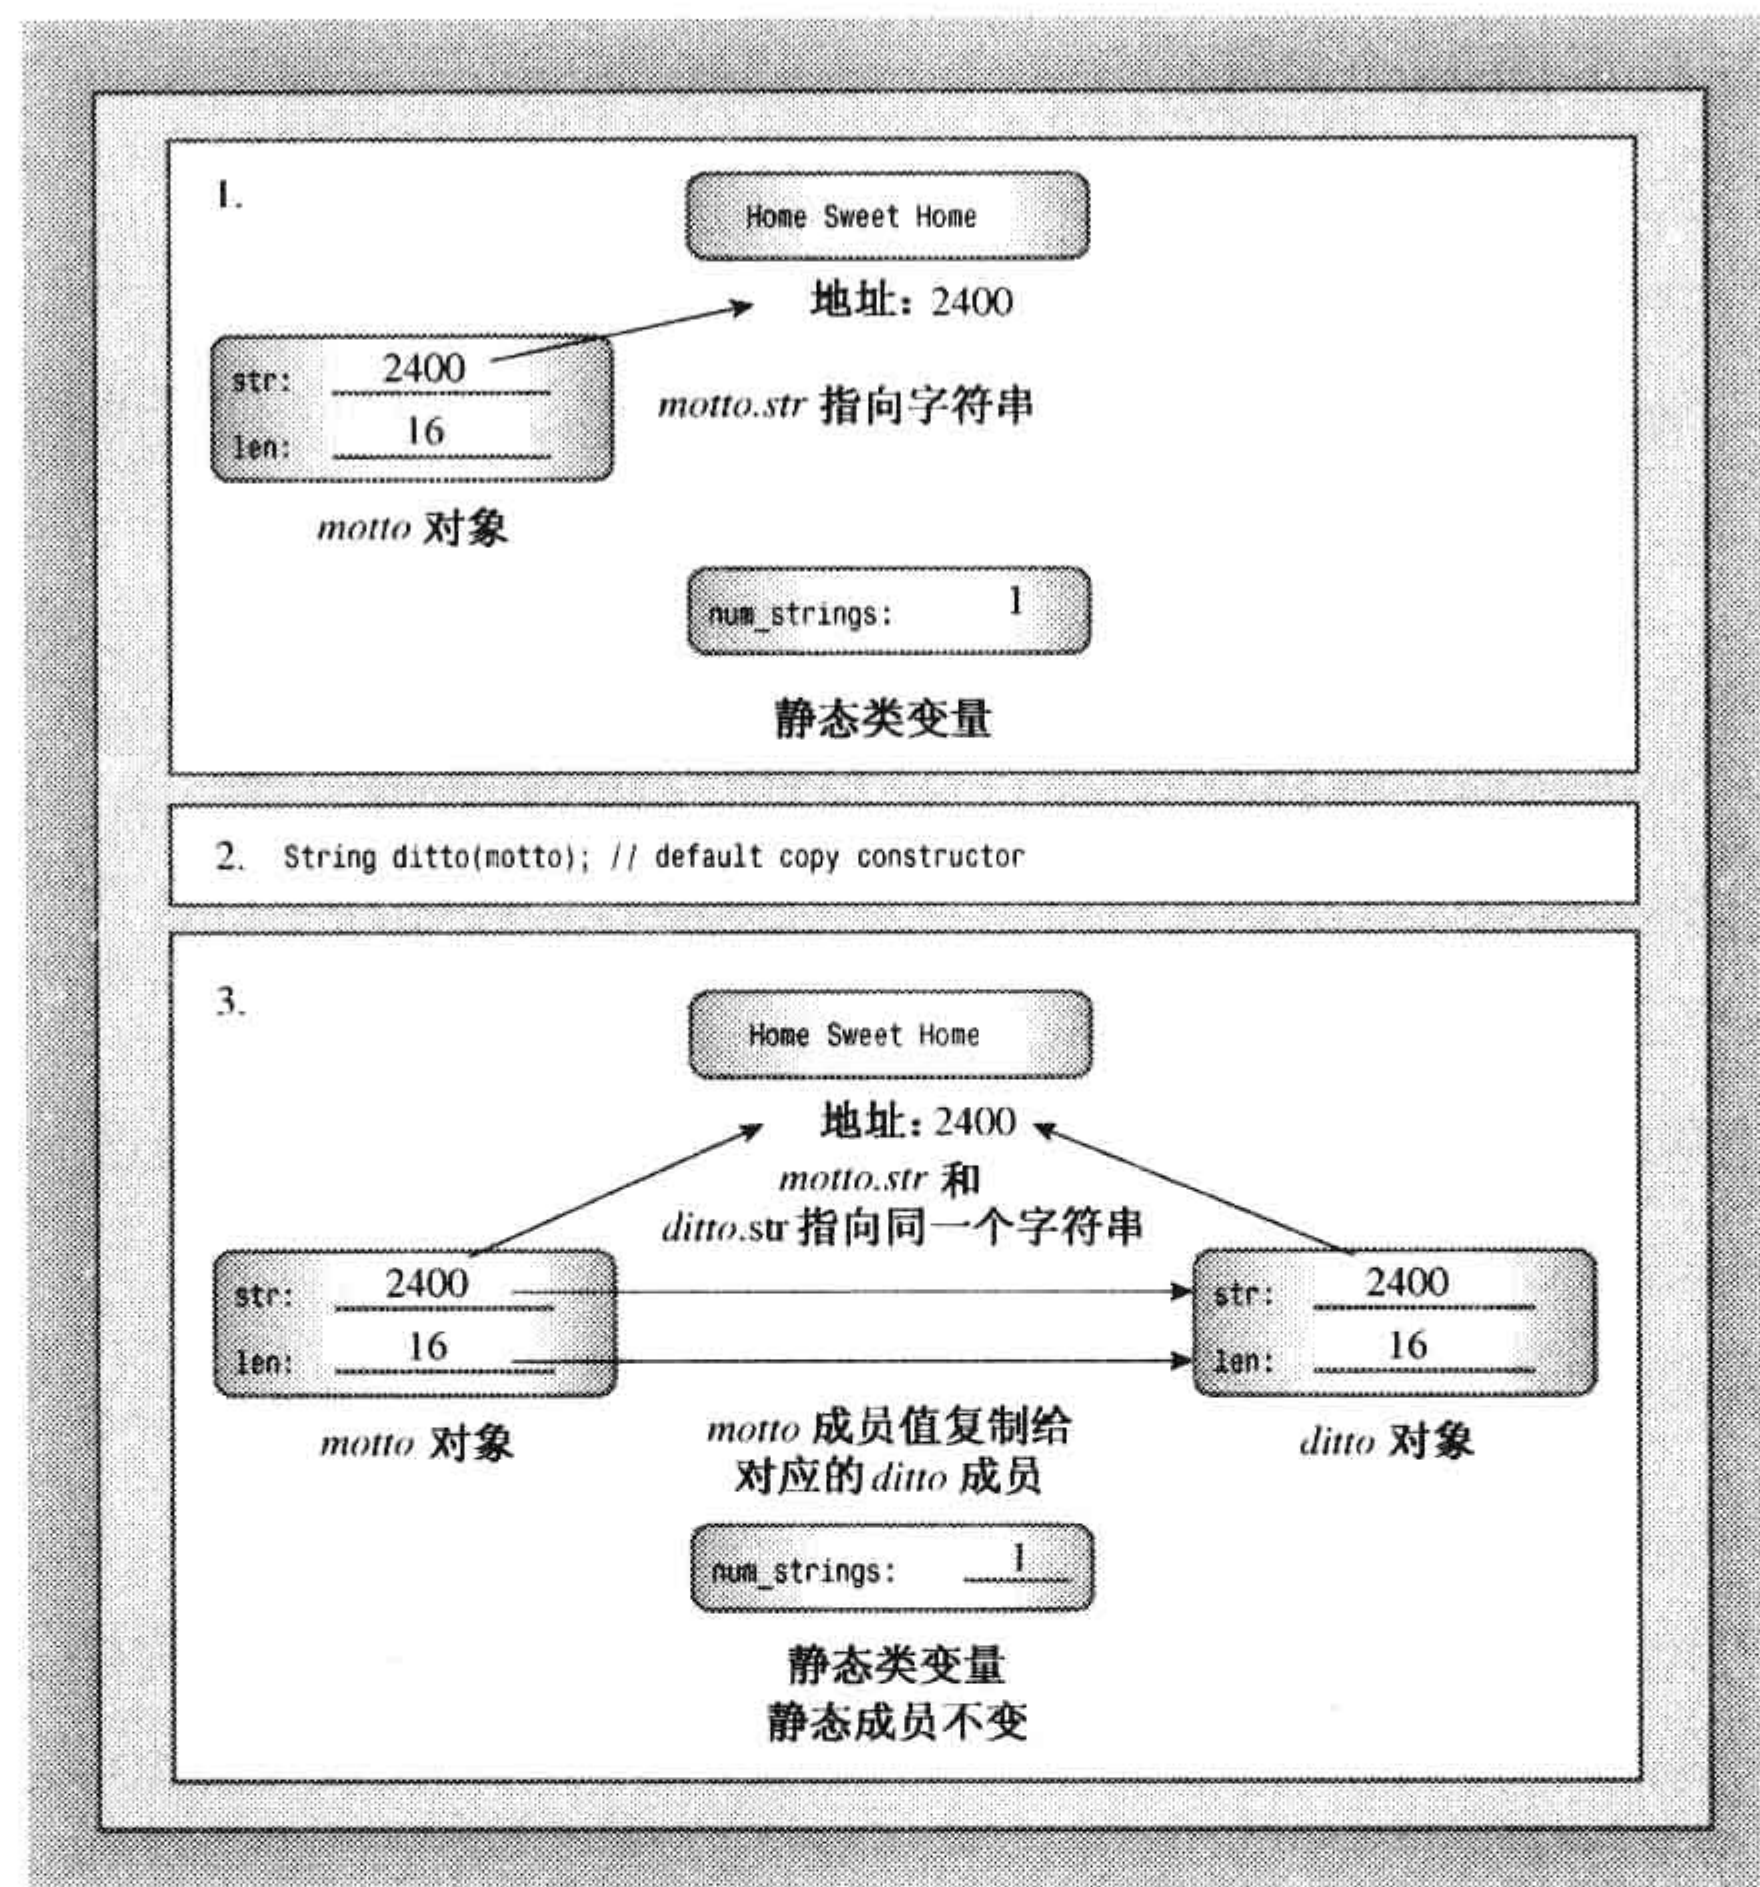 1.
Home Sweet Home
地址: 2400
str: 2400
len: 16
motto.str 指向字符串
motto 对象
num_strings: 1
静态类变量
2. String ditto(motto); // default copy constructor
3.
Home Sweet Home
地址: 2400
motto.str 和
ditto.str 指向同一个字符串
str: 2400
len: 16
str: 2400
len: 16
motto 对象
motto 成员值复制给
对应的 ditto 成员
ditto 对象
num_strings: 1
静态类变量
静态成员不变